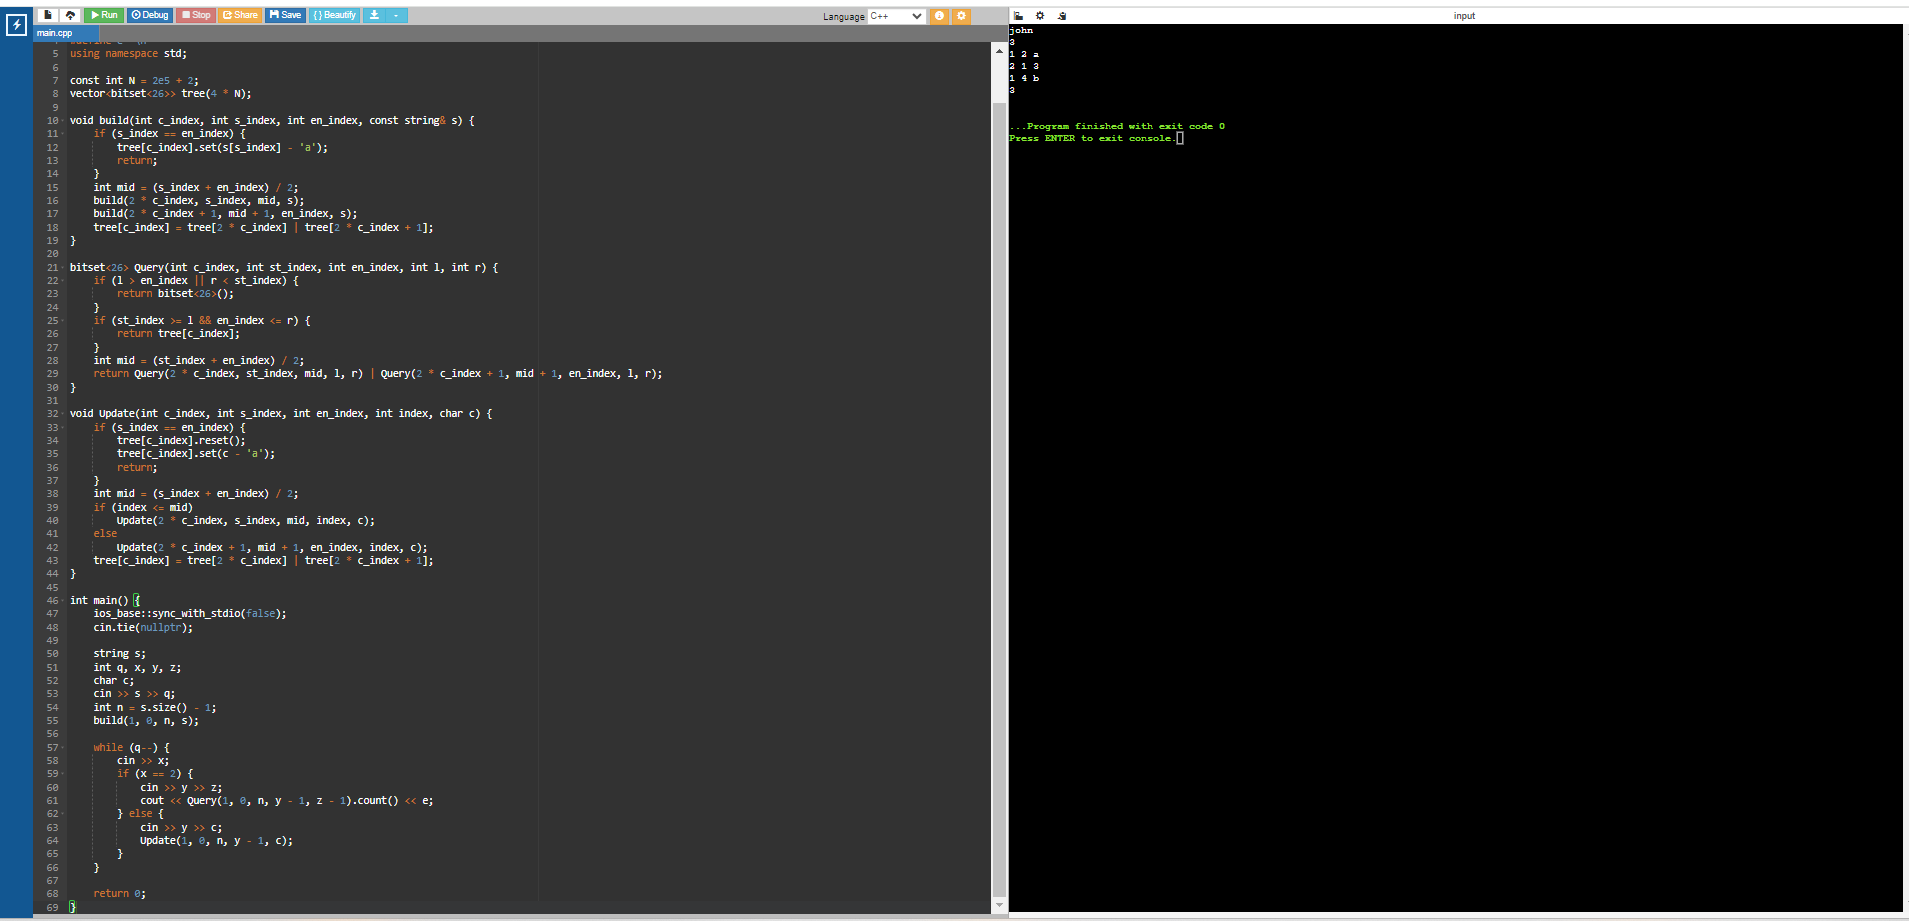 Run Debug Stop Share Save { } Beautify
Language C++
input
main.cpp
5 using namespace std;
6
7 const int N = 2e5 + 2;
8 vector<bitset<26>> tree(4 * N);
9
10 void build(int c_index, int s_index, int en_index, const string& s) {
11 if (s_index == en_index) {
12 tree[c_index].set(s[s_index] - 'a');
13 return;
14 }
15 int mid = (s_index + en_index) / 2;
16 build(2 * c_index, s_index, mid, s);
17 build(2 * c_index + 1, mid + 1, en_index, s);
18 tree[c_index] = tree[2 * c_index] | tree[2 * c_index + 1];
19 }
20
21 bitset<26> Query(int c_index, int st_index, int en_index, int l, int r) {
22 if (l > en_index || r < st_index) {
23 return bitset<26>();
24 }
25 if (st_index >= l && en_index <= r) {
26 return tree[c_index];
27 }
28 int mid = (st_index + en_index) / 2;
29 return Query(2 * c_index, st_index, mid, l, r) | Query(2 * c_index + 1, mid + 1, en_index, l, r);
30 }
31
32 void Update(int c_index, int s_index, int en_index, int index, char c) {
33 if (s_index == en_index) {
34 tree[c_index].reset();
35 tree[c_index].set(c - 'a');
36 return;
37 }
38 int mid = (s_index + en_index) / 2;
39 if (index <= mid)
40 Update(2 * c_index, s_index, mid, index, c);
41 else
42 Update(2 * c_index + 1, mid + 1, en_index, index, c);
43 tree[c_index] = tree[2 * c_index] | tree[2 * c_index + 1];
44 }
45
46 int main() {
47 ios_base::sync_with_stdio(false);
48 cin.tie(nullptr);
49
50 string s;
51 int q, x, y, z;
52 char c;
53 cin >> s >> q;
54 int n = s.size() - 1;
55 build(1, 0, n, s);
56
57 while (q--) {
58 cin >> x;
59 if (x == 2) {
60 cin >> y >> z;
61 cout << Query(1, 0, n, y - 1, z - 1).count() << e;
62 } else {
63 cin >> y >> c;
64 Update(1, 0, n, y - 1, c);
65 }
66 }
67
68 return 0;
69 }
john
3
1 2 a
2 1 3
1 4 b
3
...Program finished with exit code 0
Press ENTER to exit console.